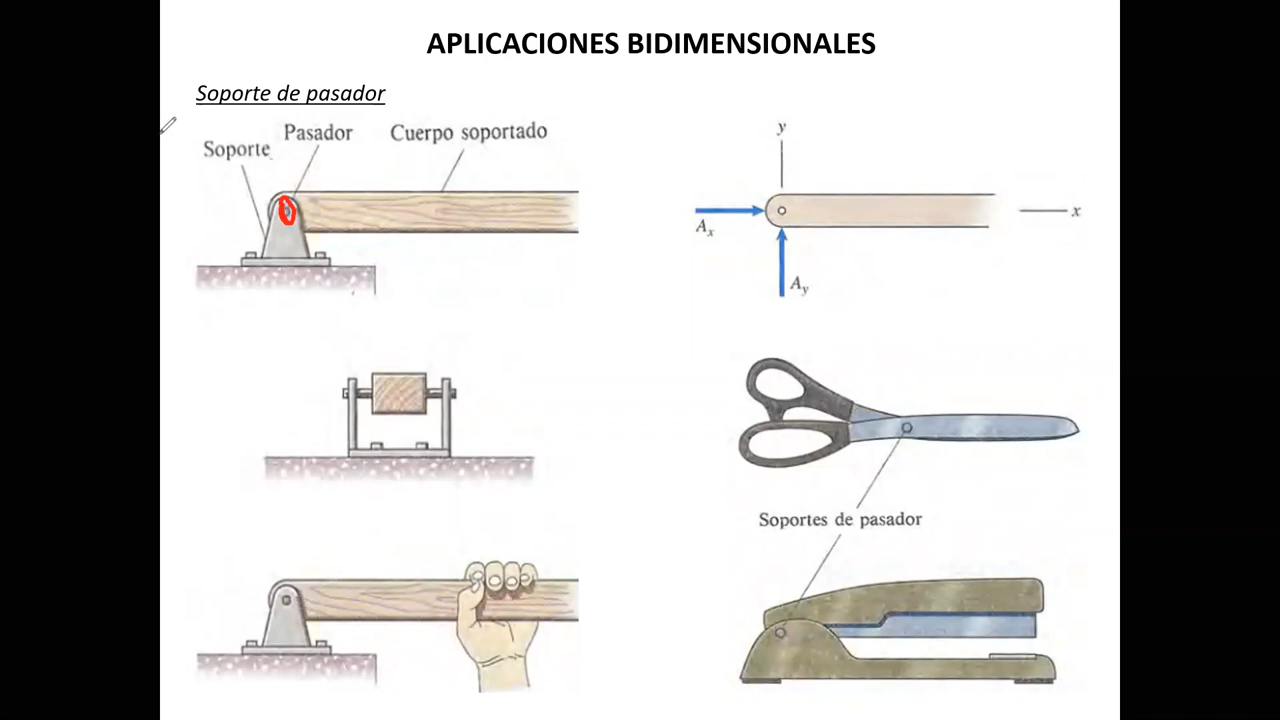 APLICACIONES BIDIMENSIONALES
Soporte de pasador
Pasador
Cuerpo soportado
Soporte
y
x
Ax
Ay
Soportes de pasador